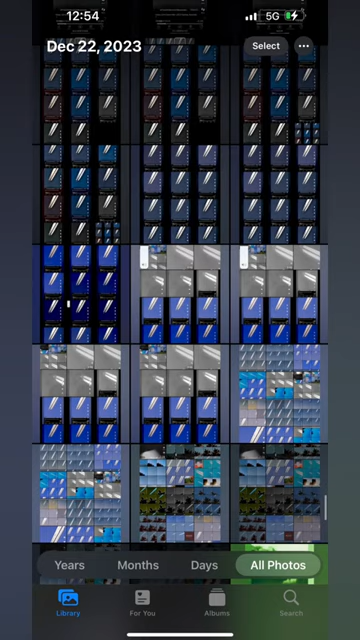 12:54
5G
Dec 22, 2023
Select
Years
Months
Days
All Photos
Library
For You
Albums
Search